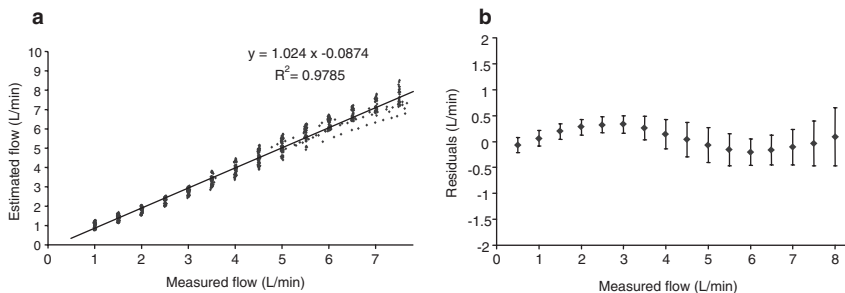 a
y = 1.024 x -0.0874
R²= 0.9785
Estimated flow (L/min)
10
9
8
7
6
5
4
3
2
1
0
0 1 2 3 4 5 6 7
Measured flow (L/min)
b
Residuals (L/min)
2
1.5
1
0.5
0
-0.5
-1
-1.5
-2
0 1 2 3 4 5 6 7 8
Measured flow (L/min)